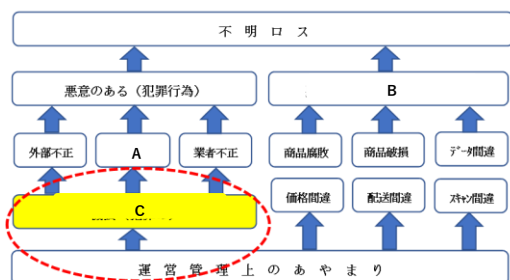 不明ロス
悪意のある（犯罪行為）
B
外部不正
A
業者不正
商品腐敗
商品破損
ﾃﾞｰﾀ間違
C
価格間違
配送間違
ｽｷｬﾝ間違
運営管理上のあやまり